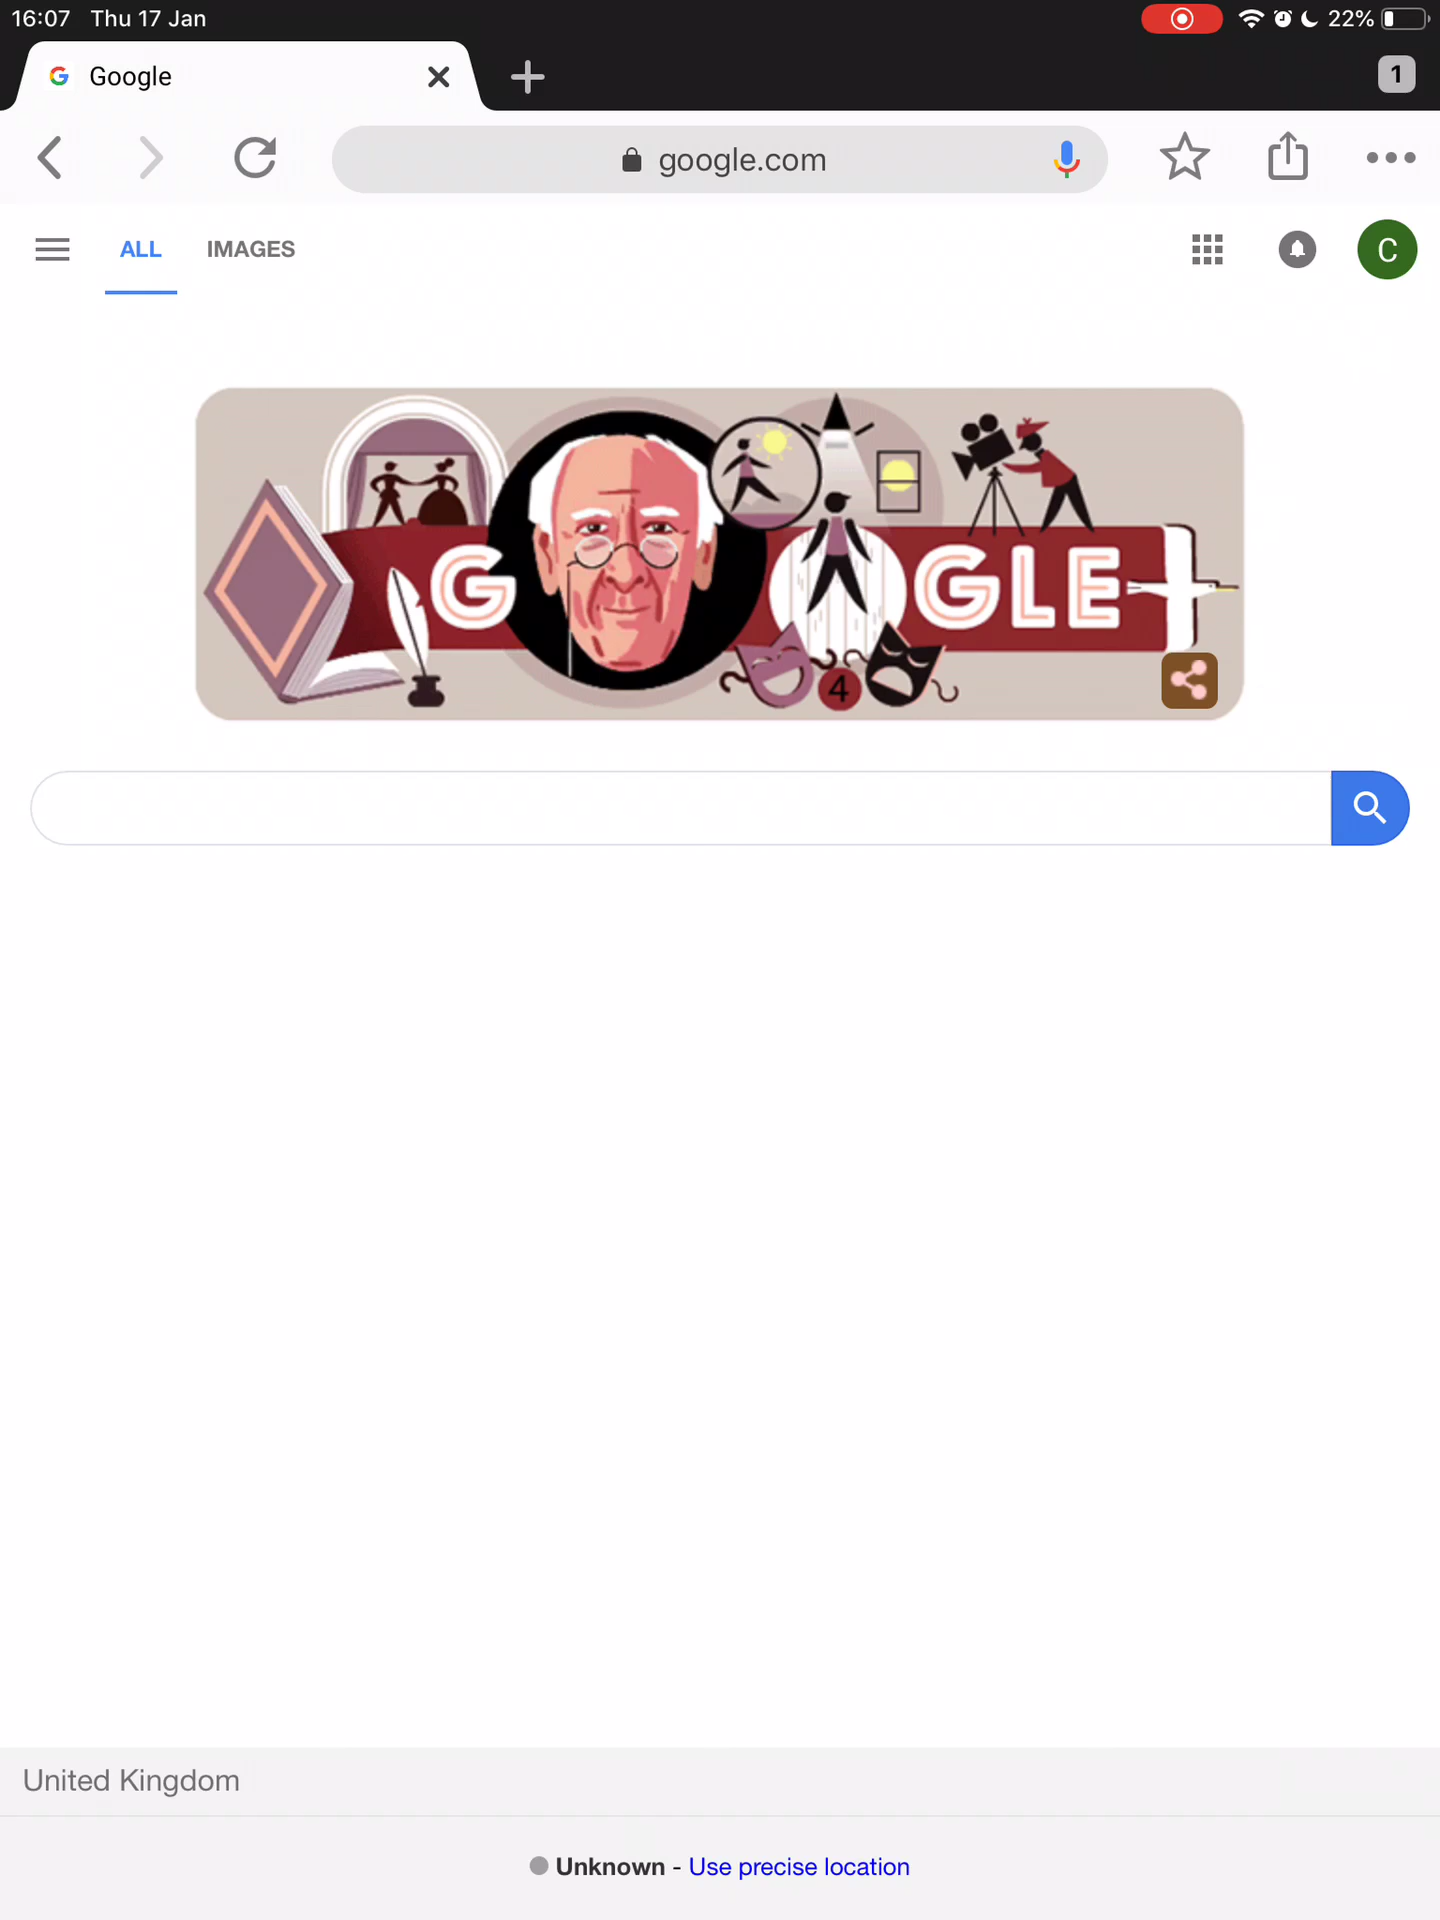 16:07 Thu 17 Jan 22%
Google 1
google.com
ALL IMAGES C
G GLE
4
United Kingdom
Unknown - Use precise location